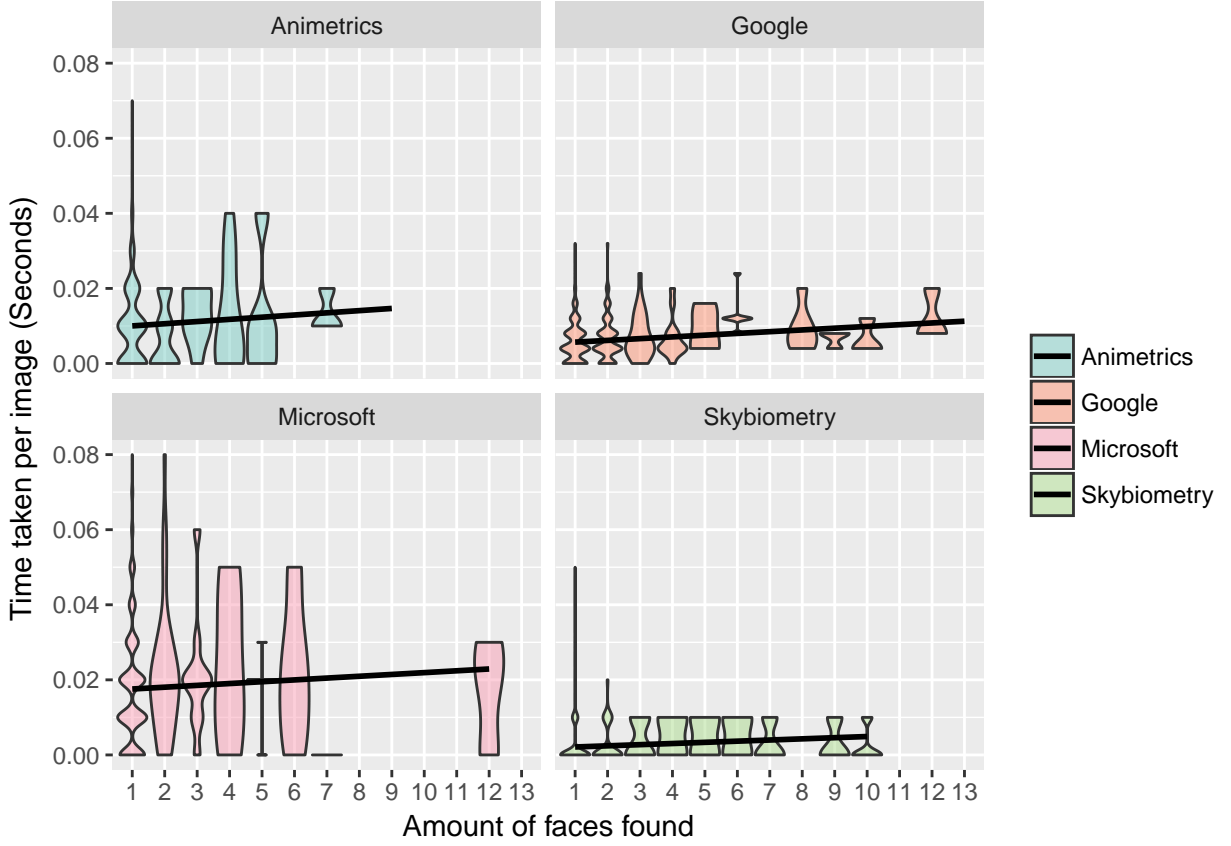 Animetrics
Google
0.08
0.06
0.04
0.02
0.00
Microsoft
Skybiometry
0.08
0.06
0.04
0.02
0.00
1 2 3 4 5 6 7 8 9 10 11 12 13
1 2 3 4 5 6 7 8 9 10 11 12 13
Amount of faces found
Time taken per image (Seconds)
Animetrics
Google
Microsoft
Skybiometry